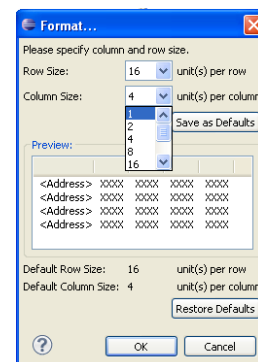 Format...
Please specify column and row size.
Row Size: 16 unit(s) per row
Column Size: 4 unit(s) per column
1
2
4
8
16
Save as Defaults
Preview:
<Address> XXXX XXXX XXXX XXXX
<Address> XXXX XXXX XXXX XXXX
<Address> XXXX XXXX XXXX XXXX
<Address> XXXX XXXX XXXX XXXX
Default Row Size: 16 unit(s) per row
Default Column Size: 4 unit(s) per column
Restore Defaults
?
OK Cancel